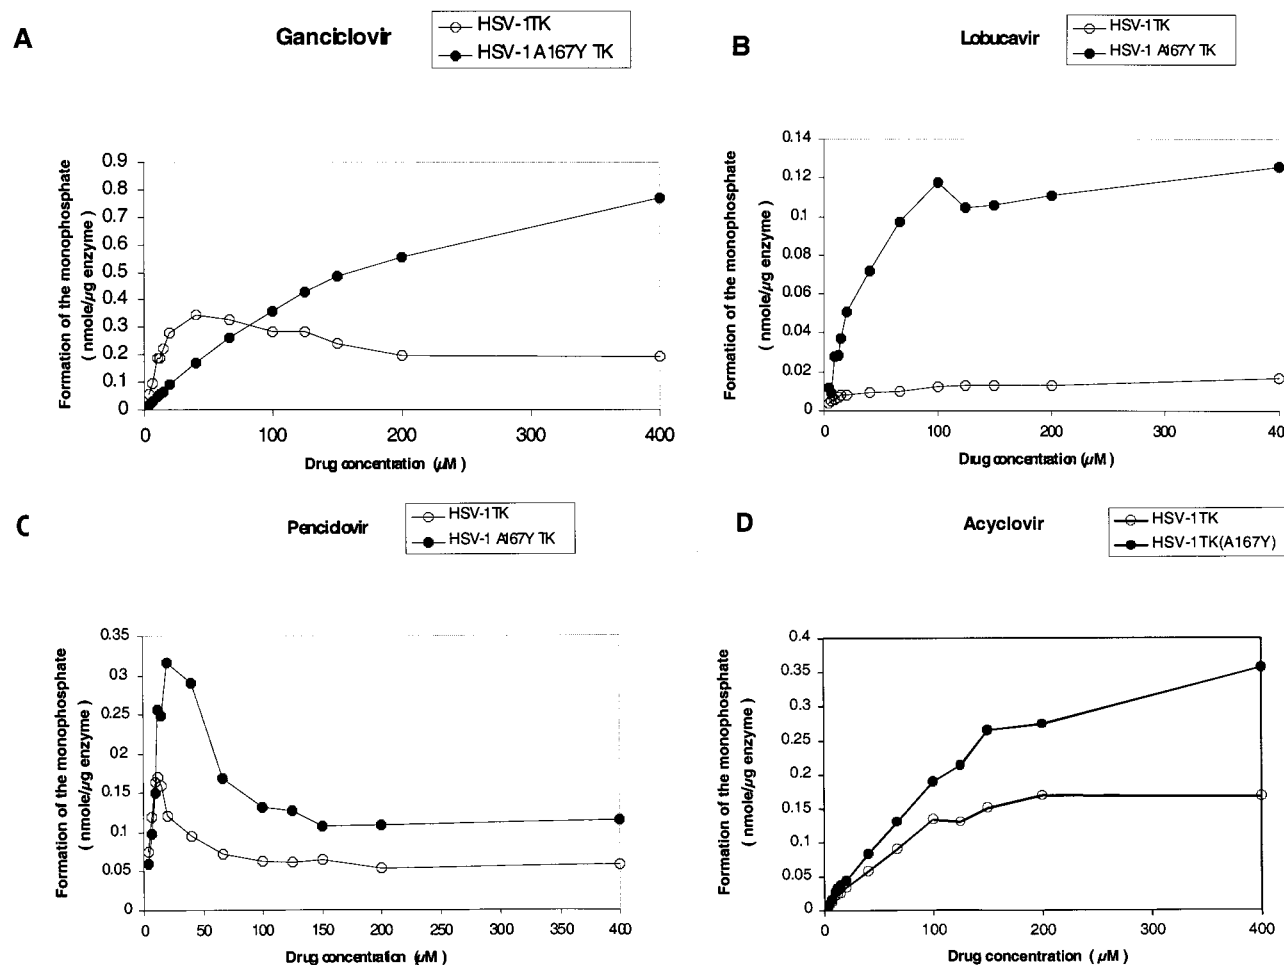 A
Ganciclovir
HSV-1TK
HSV-1 A167Y TK
Formation of the monophosphate
( nmole/µg enzyme )
0.9
0.8
0.7
0.6
0.5
0.4
0.3
0.2
0.1
0
0 100 200 300 400
Drug concentration (µM )
B
Lobucavir
HSV-1TK
HSV-1 A167Y TK
Formation of the monophosphate
( nmole/µg enzyme )
0.14
0.12
0.1
0.08
0.06
0.04
0.02
0
0 100 200 300 400
Drug concentration (µM )
C
Penciclovir
HSV-1TK
HSV-1 A167Y TK
Formation of the monophosphate
( nmole/µg enzyme )
0.35
0.3
0.25
0.2
0.15
0.1
0.05
0
0 50 100 150 200 250 300 350 400
Drug concentration (µM )
D
Acyclovir
HSV-1TK
HSV-1TK(A167Y)
Formation of the monophosphate
( nmole/µg enzyme )
0.4
0.35
0.3
0.25
0.2
0.15
0.1
0.05
0
0 100 200 300 400
Drug concentration ( µM )